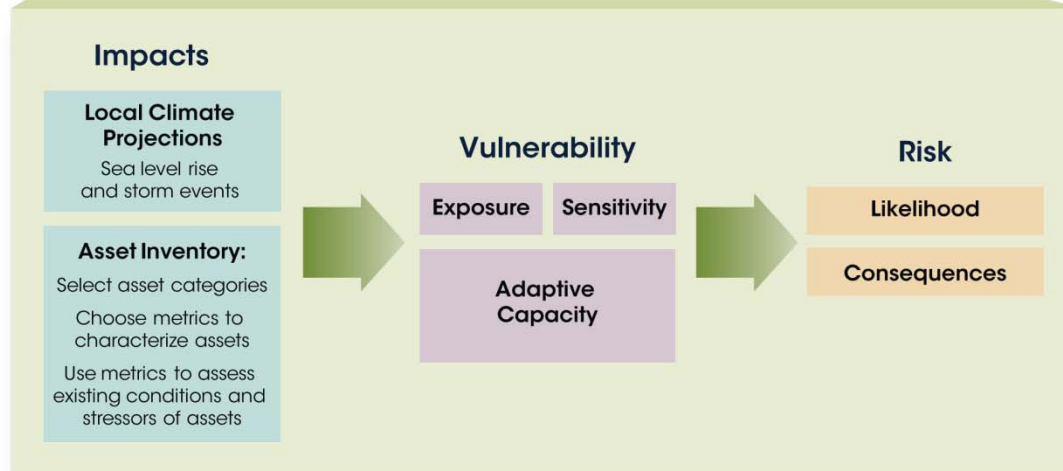 Impacts
Local Climate
Projections
Sea level rise
and storm events
Asset Inventory:
Select asset categories
Choose metrics to
characterize assets
Use metrics to assess
existing conditions and
stressors of assets
Vulnerability
Exposure
Sensitivity
Adaptive
Capacity
Risk
Likelihood
Consequences